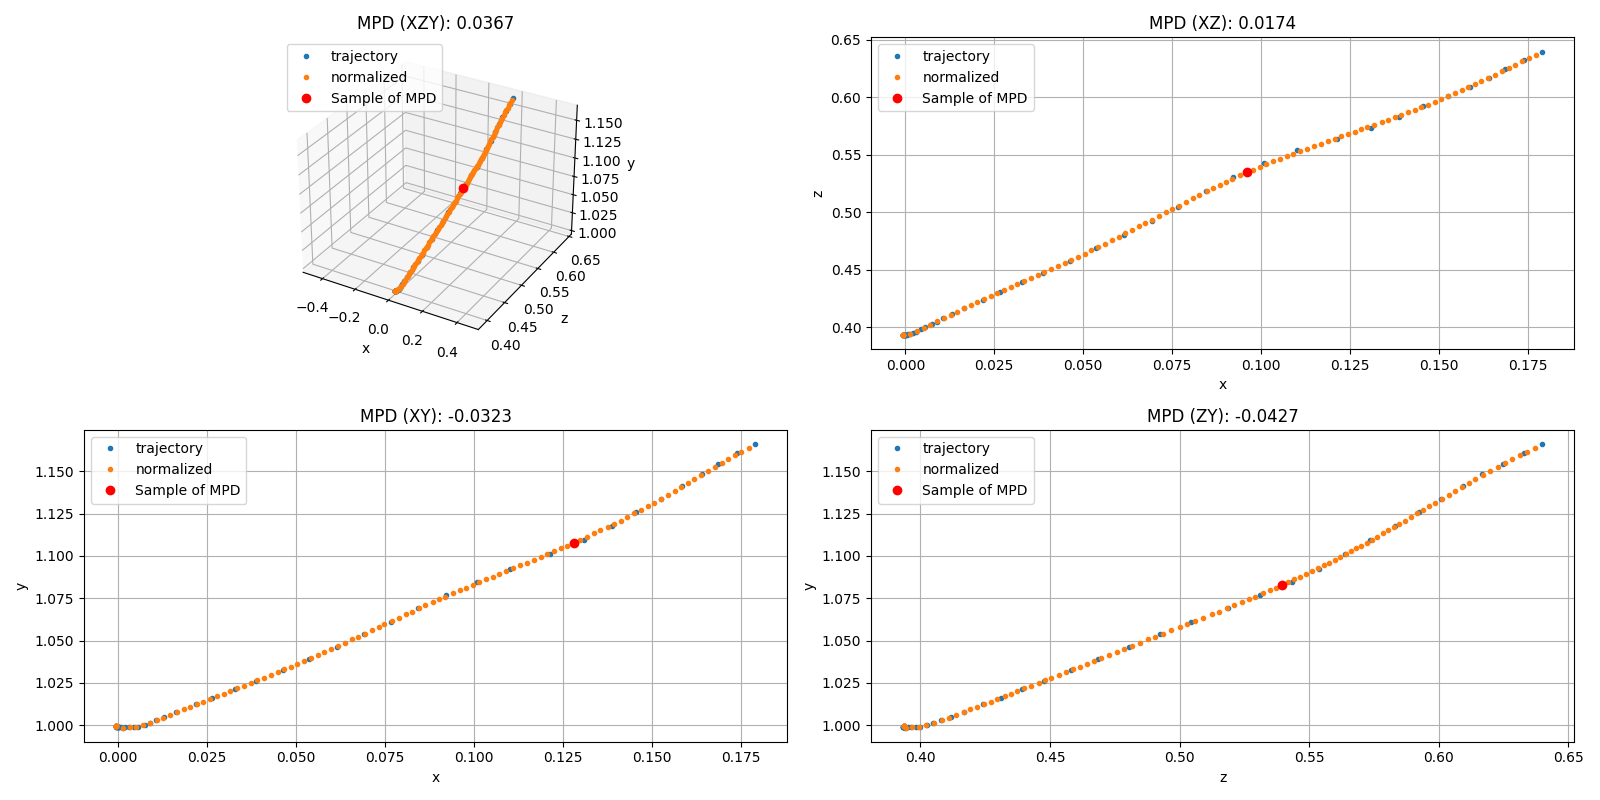 MPD (XZY): 0.0367
trajectory
normalized
Sample of MPD
1.150
1.125
1.100
1.075
1.050
1.025
1.000
y
0.65
0.60
0.55
0.50
0.45
0.40
z
−0.4
−0.2
0.0
0.2
0.4
x
MPD (XZ): 0.0174
trajectory
normalized
Sample of MPD
0.65
0.60
0.55
0.50
0.45
0.40
z
0.000 0.025 0.050 0.075 0.100 0.125 0.150 0.175
x
MPD (XY): -0.0323
trajectory
normalized
Sample of MPD
1.150
1.125
1.100
1.075
1.050
1.025
1.000
y
0.000 0.025 0.050 0.075 0.100 0.125 0.150 0.175
x
MPD (ZY): -0.0427
trajectory
normalized
Sample of MPD
1.150
1.125
1.100
1.075
1.050
1.025
1.000
y
0.40 0.45 0.50 0.55 0.60 0.65
z